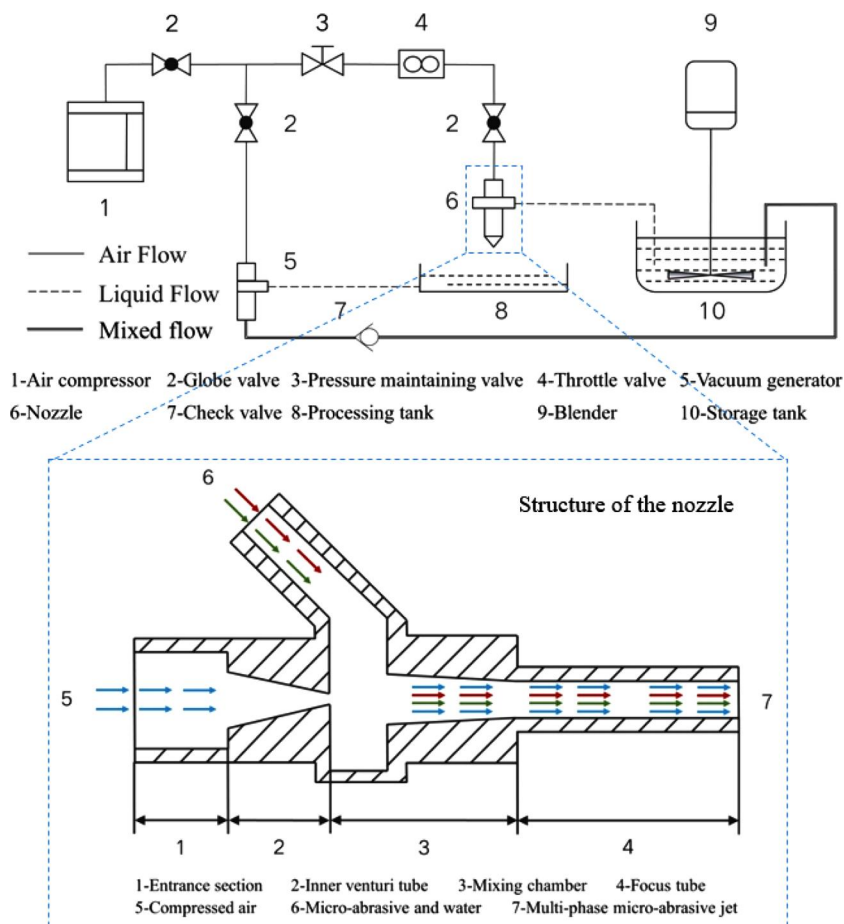 2 3 4 9
2 2
6
1
Air Flow
5
Liquid Flow
7 8 10
Mixed flow
1-Air compressor 2-Globe valve 3-Pressure maintaining valve 4-Throttle valve 5-Vacuum generator
6-Nozzle 7-Check valve 8-Processing tank 9-Blender 10-Storage tank
6
Structure of the nozzle
5 7
1 2 3 4
1-Entrance section 2-Inner venturi tube 3-Mixing chamber 4-Focus tube
5-Compressed air 6-Micro-abrasive and water 7-Multi-phase micro-abrasive jet